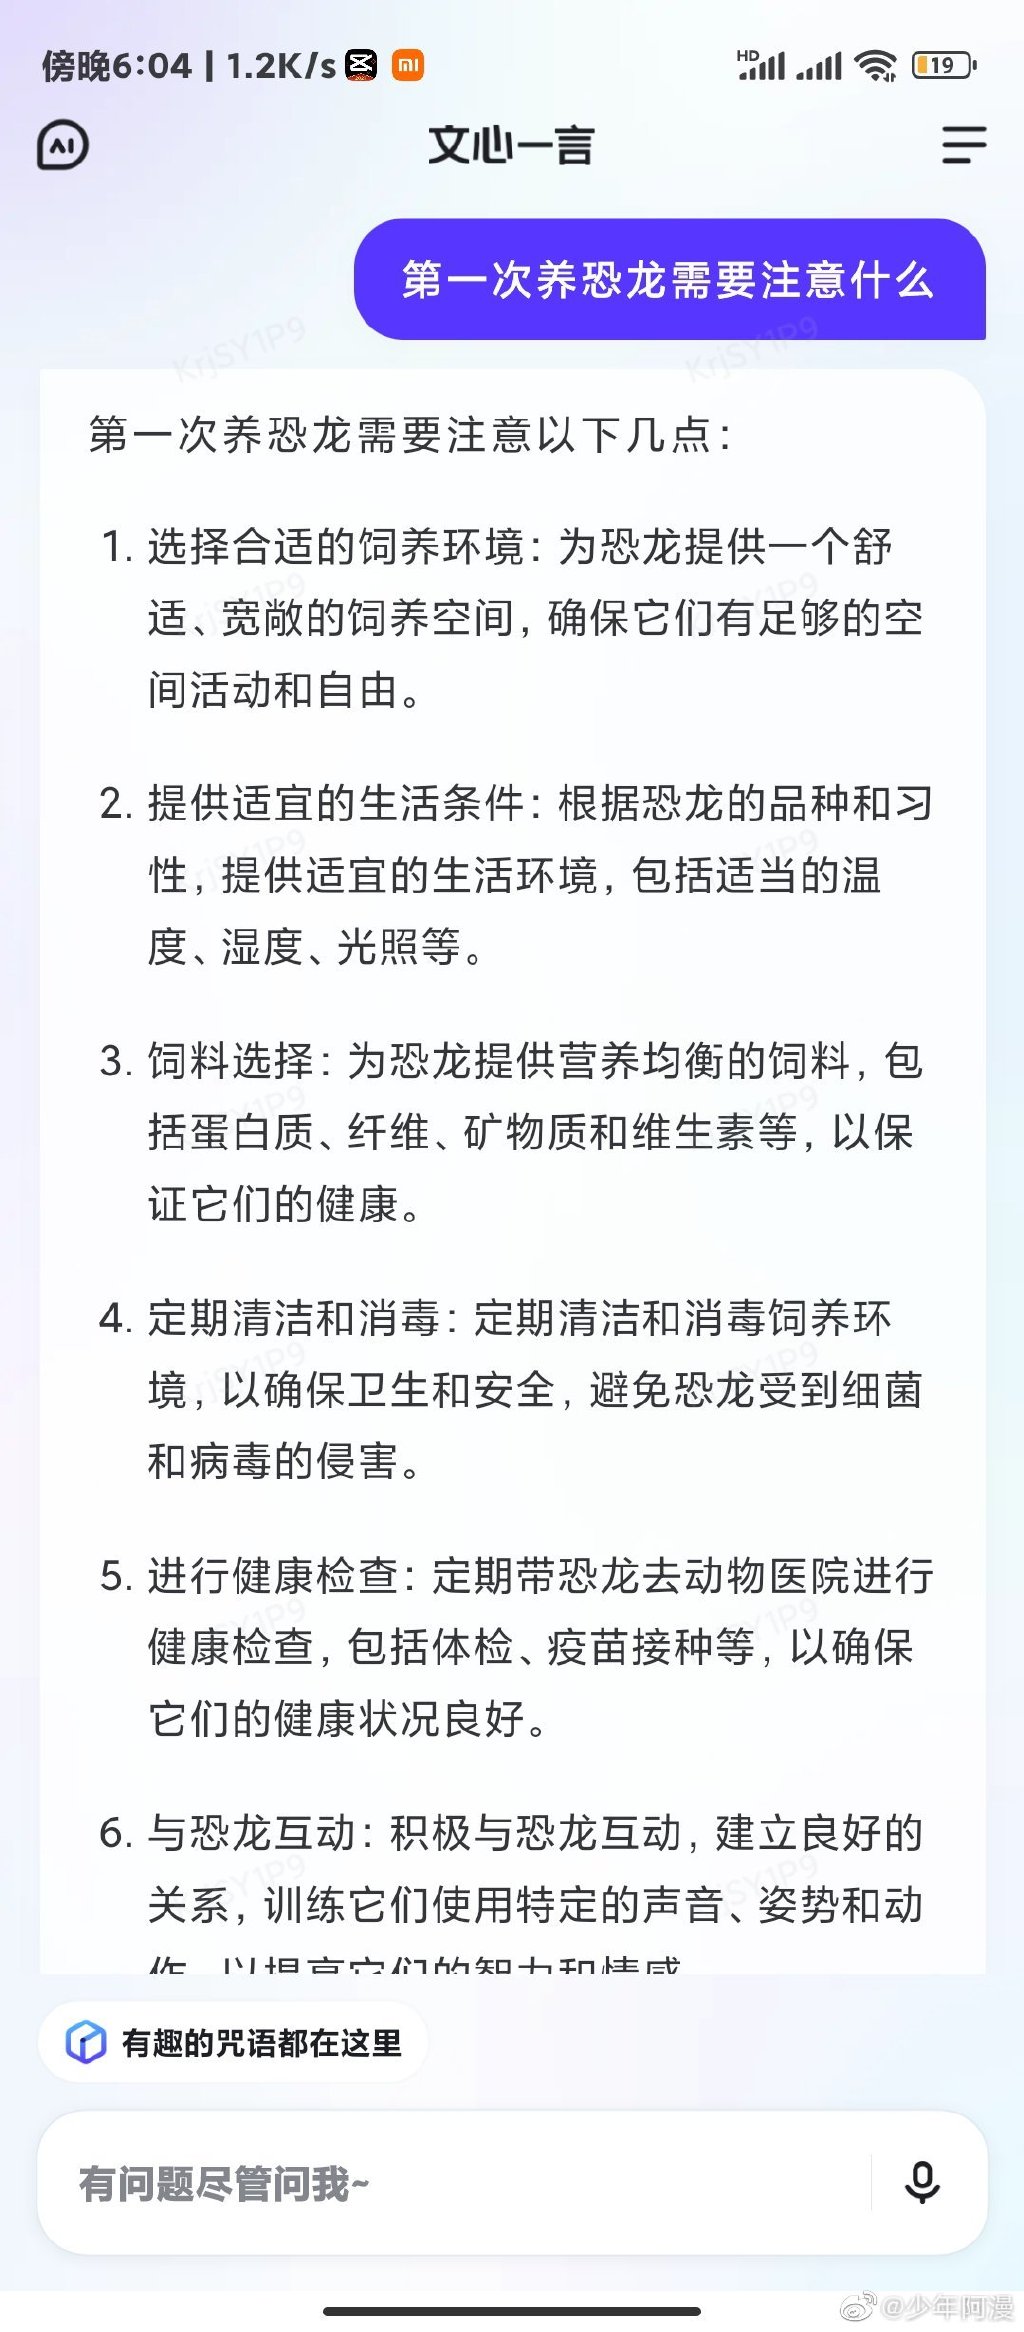 傍晚6:04 | 1.2K/s
HD
19
文心一言
第一次养恐龙需要注意什么
第一次养恐龙需要注意以下几点：
1. 选择合适的饲养环境：为恐龙提供一个舒
适、宽敞的饲养空间，确保它们有足够的空
间活动和自由。
2. 提供适宜的生活条件：根据恐龙的品种和习
性，提供适宜的生活环境，包括适当的温
度、湿度、光照等。
3. 饲料选择：为恐龙提供营养均衡的饲料，包
括蛋白质、纤维、矿物质和维生素等，以保
证它们的健康。
4. 定期清洁和消毒：定期清洁和消毒饲养环
境，以确保卫生和安全，避免恐龙受到细菌
和病毒的侵害。
5. 进行健康检查：定期带恐龙去动物医院进行
健康检查，包括体检、疫苗接种等，以确保
它们的健康状况良好。
6. 与恐龙互动：积极与恐龙互动，建立良好的
关系，训练它们使用特定的声音、姿势和动
作，以提高它们的智力和情感
有趣的咒语都在这里
有问题尽管问我~
@少年阿漫
KrjSY1P9